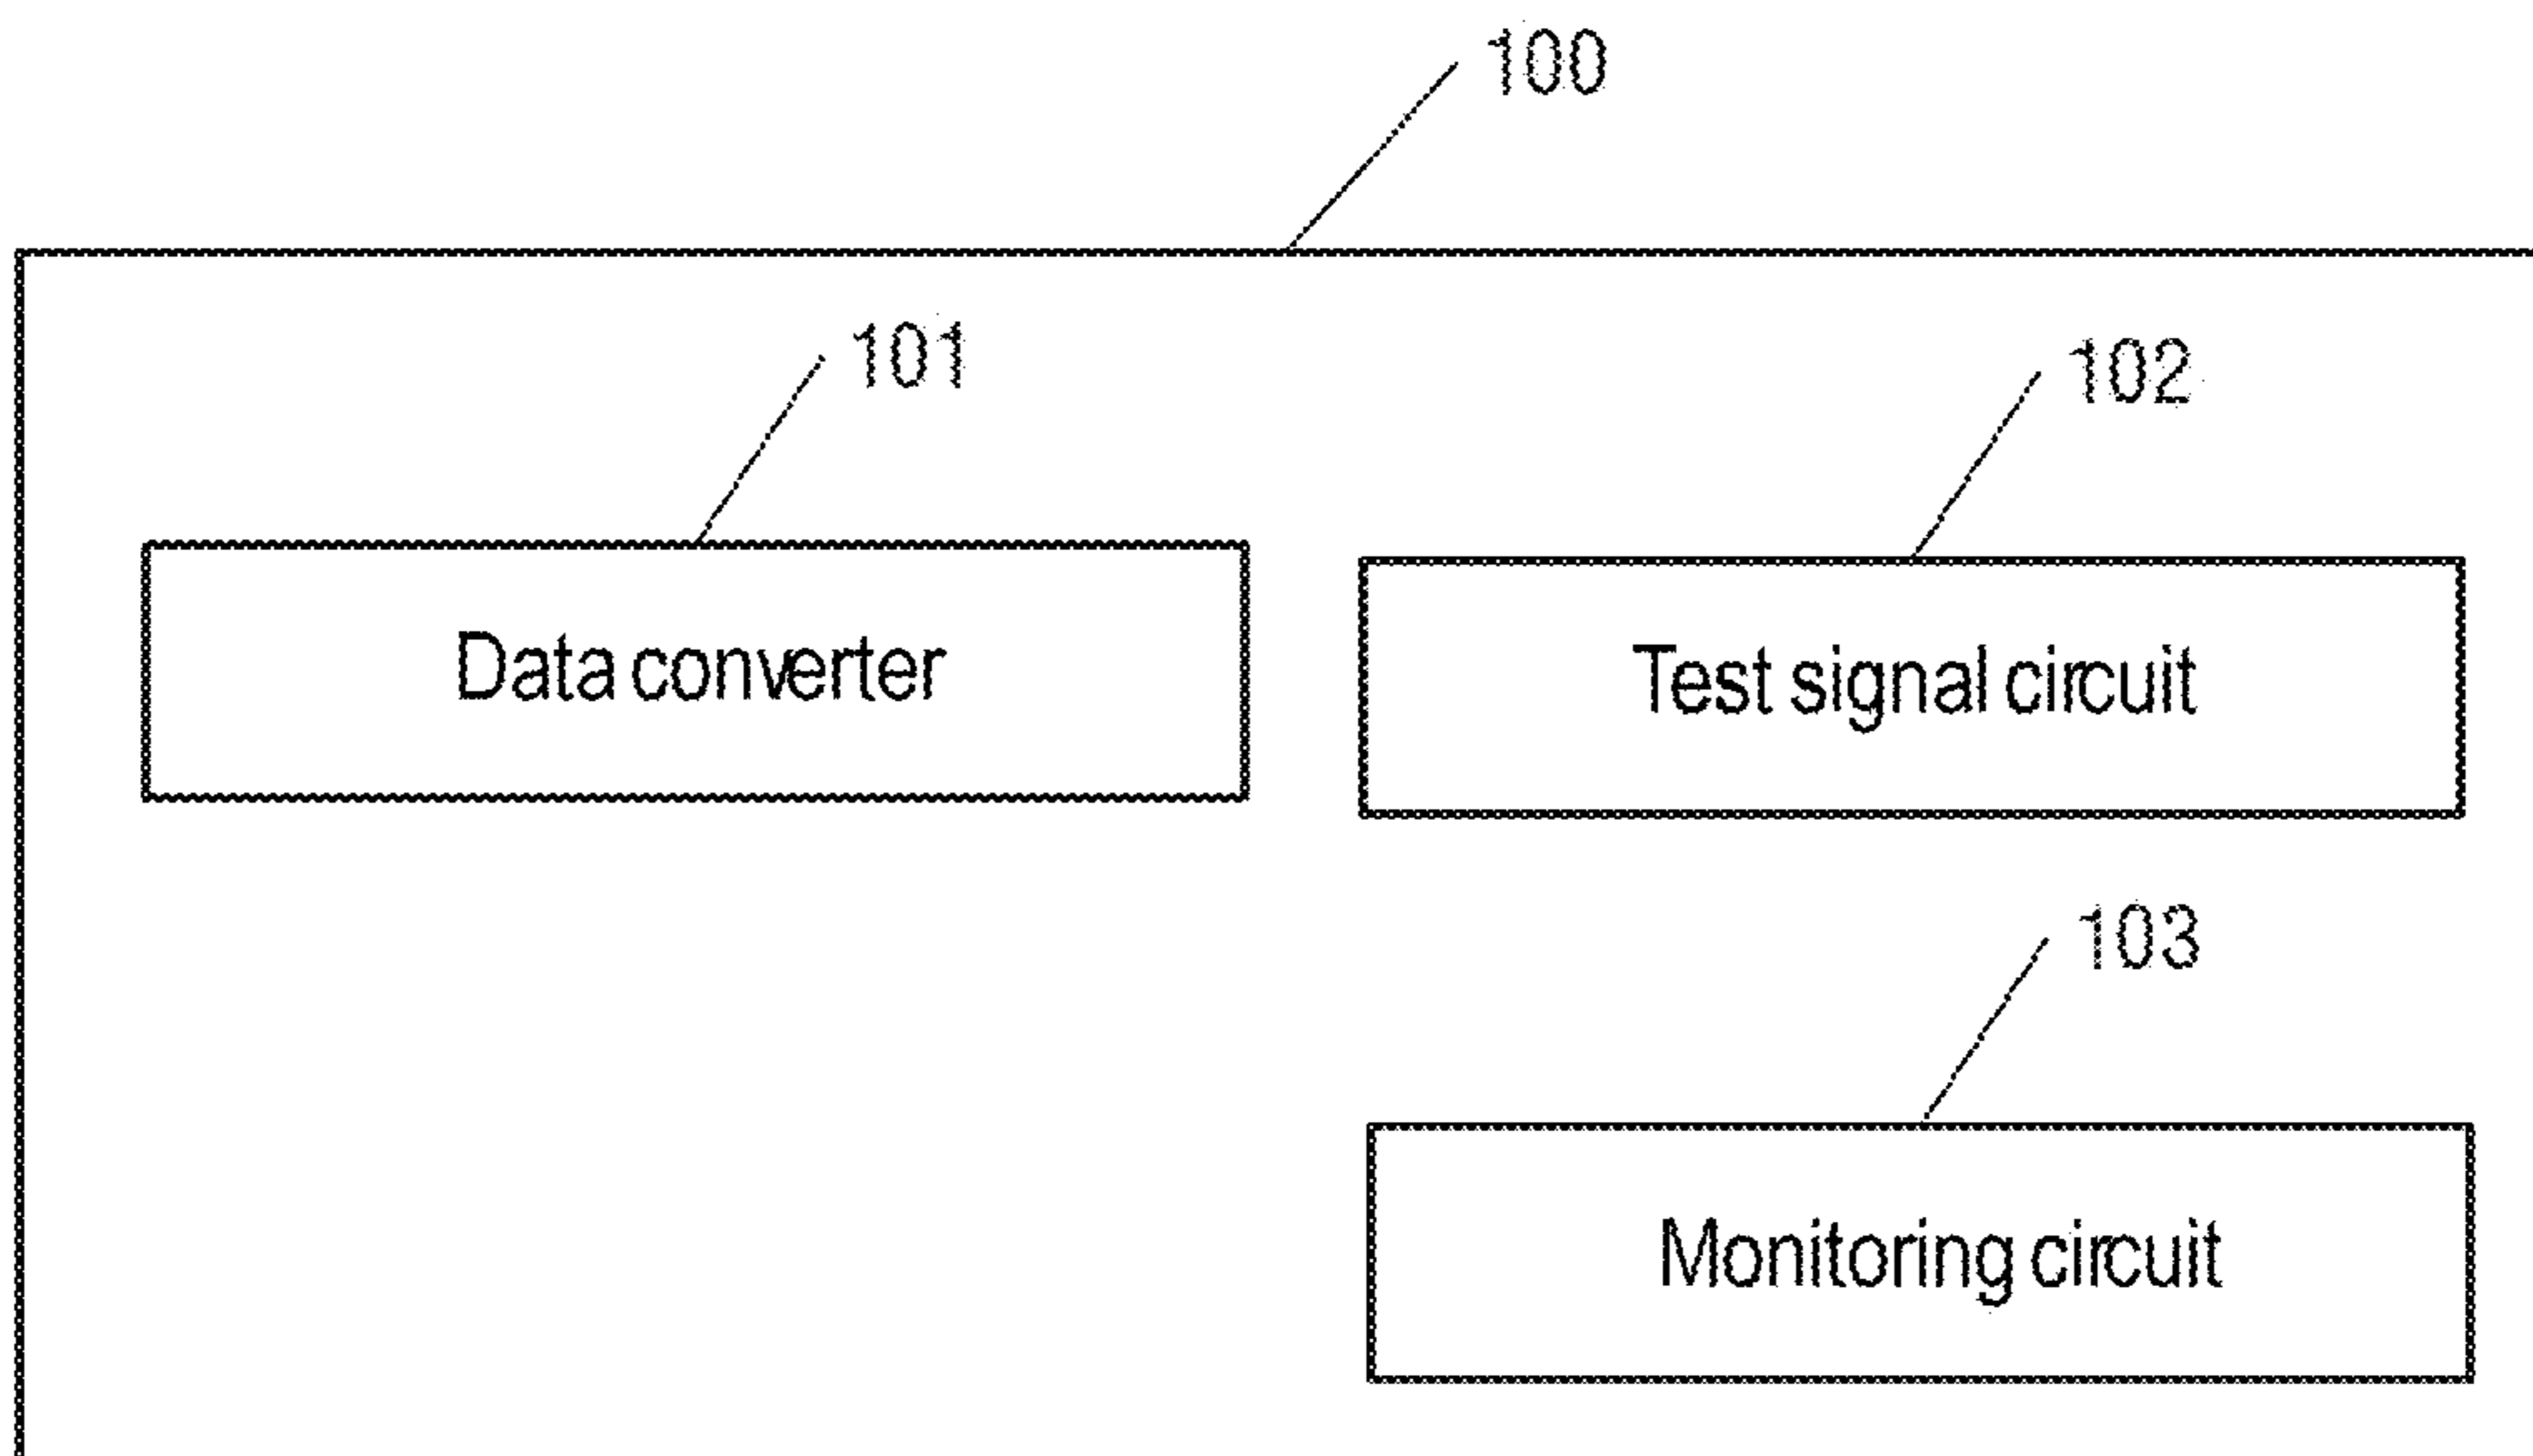 100
101
102
Data converter
Test signal circuit
103
Monitoring circuit